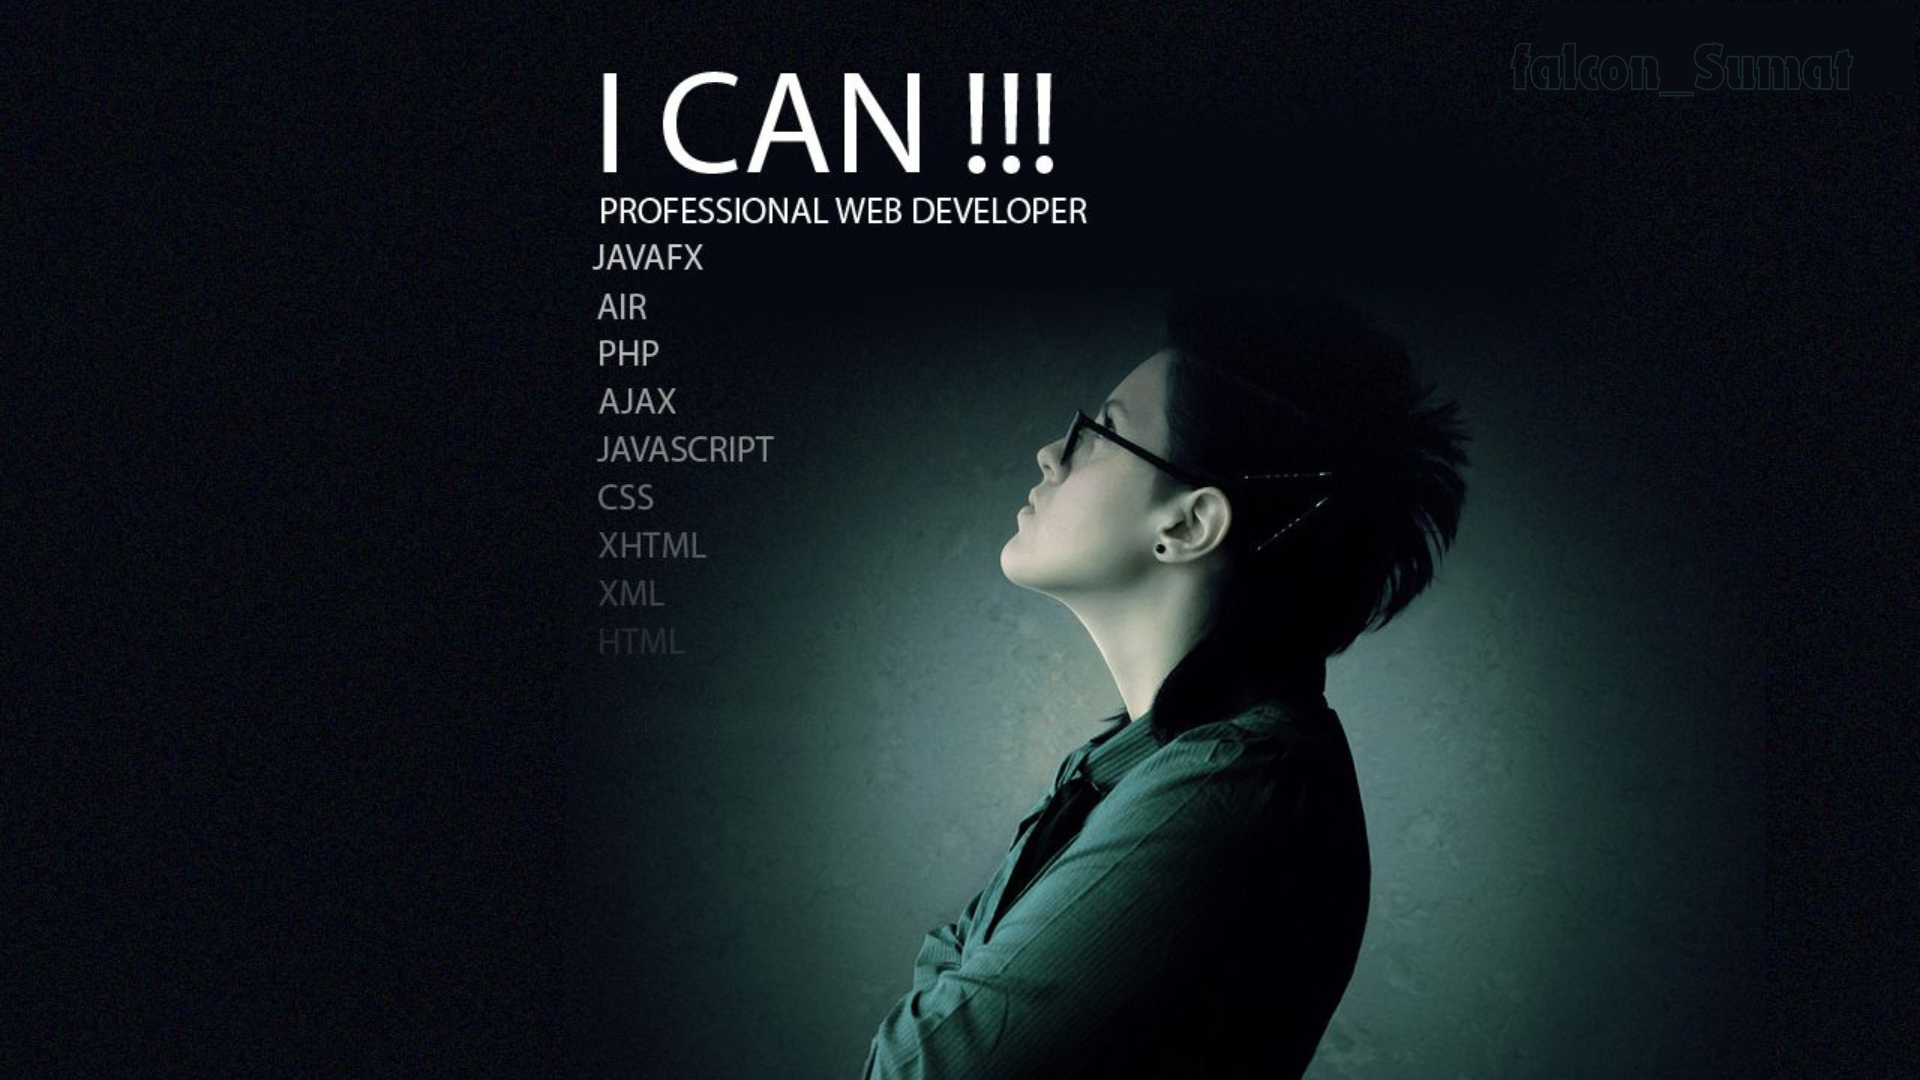 falcon_Sumat
I CAN !!!
PROFESSIONAL WEB DEVELOPER
JAVAFX
AIR
PHP
AJAX
JAVASCRIPT
CSS
XHTML
XML
HTML